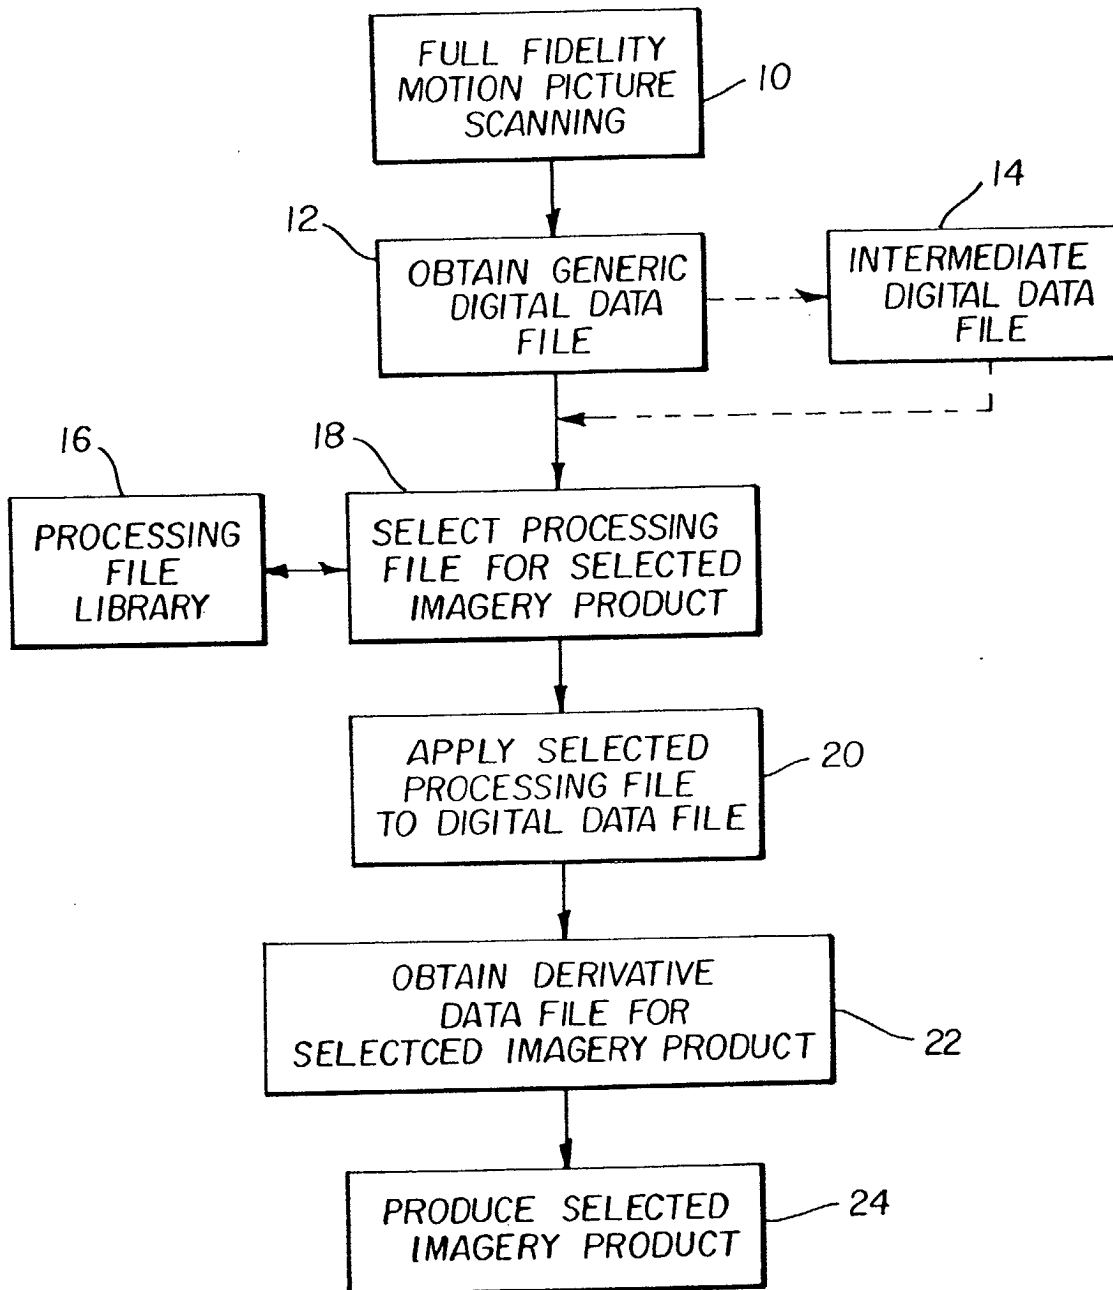 FULL FIDELITY
MOTION PICTURE
SCANNING
10
12
OBTAIN GENERIC
DIGITAL DATA
FILE
14
INTERMEDIATE
DIGITAL DATA
FILE
16
PROCESSING
FILE
LIBRARY
18
SELECT PROCESSING
FILE FOR SELECTED
IMAGERY PRODUCT
APPLY SELECTED
PROCESSING FILE
TO DIGITAL DATA FILE
20
OBTAIN DERIVATIVE
DATA FILE FOR
SELECTCED IMAGERY PRODUCT
22
PRODUCE SELECTED
IMAGERY PRODUCT
24